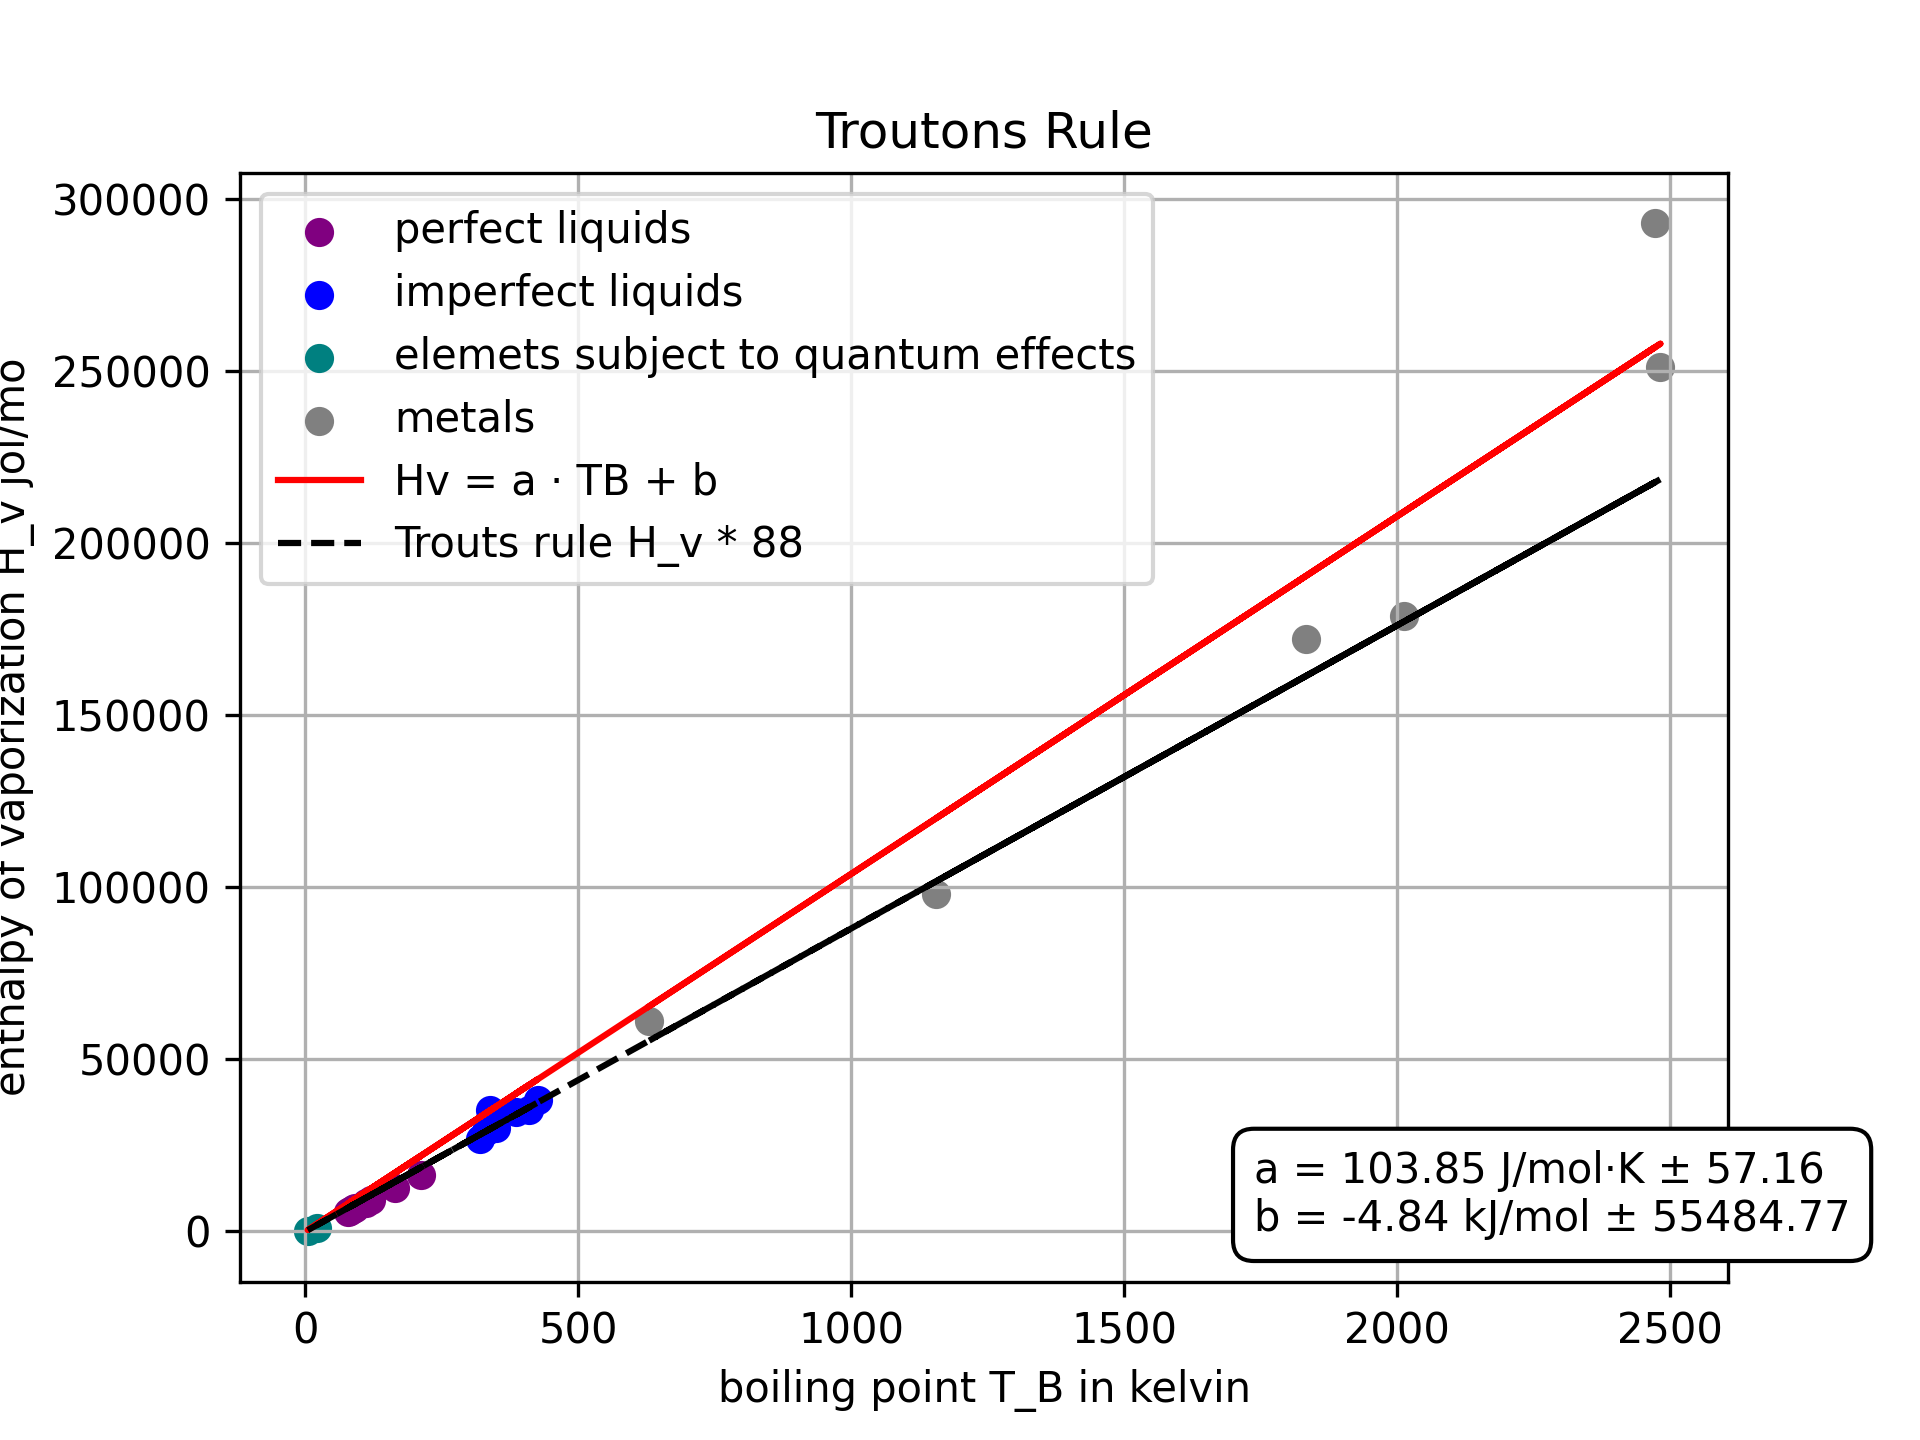 Troutons Rule
300000
250000
200000
150000
100000
50000
0
enthalpy of vaporization H_v jol/mo
perfect liquids
imperfect liquids
elemets subject to quantum effects
metals
Hv = a · TB + b
Trouts rule H_v * 88
a = 103.85 J/mol·K ± 57.16
b = -4.84 kJ/mol ± 55484.77
0
500
1000
1500
2000
2500
boiling point T_B in kelvin